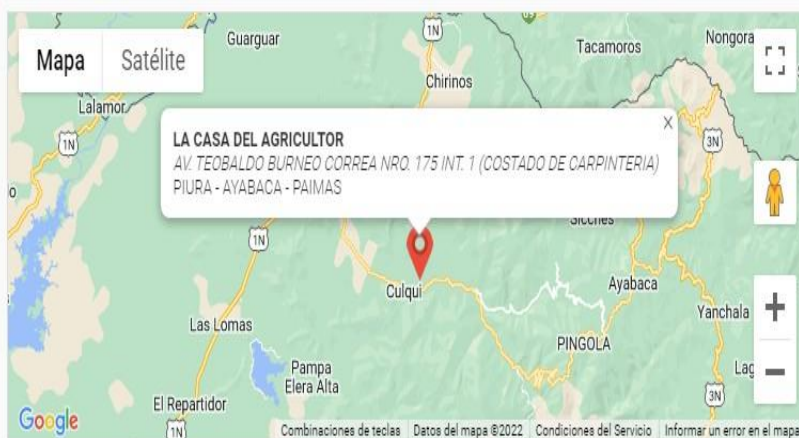 Mapa
Satélite
Guarguar
1N
Tacamoros
Nongora
Chirinos
Lalamor
1N
3N
LA CASA DEL AGRICULTOR
AV. TEOBALDO BURNEO CORREA NRO. 175 INT. 1 (COSTADO DE CARPINTERIA)
PIURA - AYABACA - PAIMAS
X
Sicches
1N
Culqui
Ayabaca
Yanchala
Las Lomas
PINGOLA
Pampa
Elera Alta
Lag
El Repartidor
3N
1N
Google
Combinaciones de teclas
Datos del mapa ©2022
Condiciones del Servicio
Informar un error en el mapa